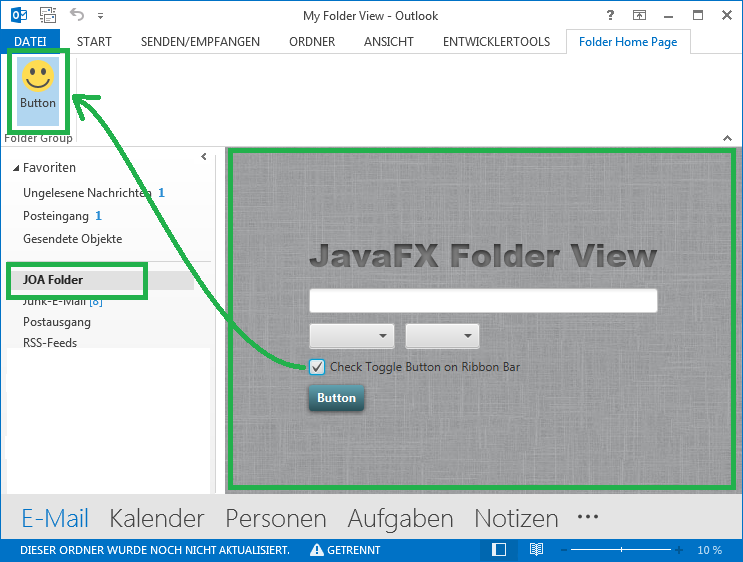 My Folder View - Outlook
DATEI START SENDEN/EMPFANGEN ORDNER ANSICHT ENTWICKLERTOOLS Folder Home Page
Button
Folder Group
Favoriten
Ungelesene Nachrichten 1
Posteingang 1
Gesendete Objekte
JOA Folder
Junk-E-Mail [8]
Postausgang
RSS-Feeds
JavaFX Folder View
Check Toggle Button on Ribbon Bar
Button
E-Mail Kalender Personen Aufgaben Notizen ···
DIESER ORDNER WURDE NOCH NICHT AKTUALISIERT. GETRENNT 10 %